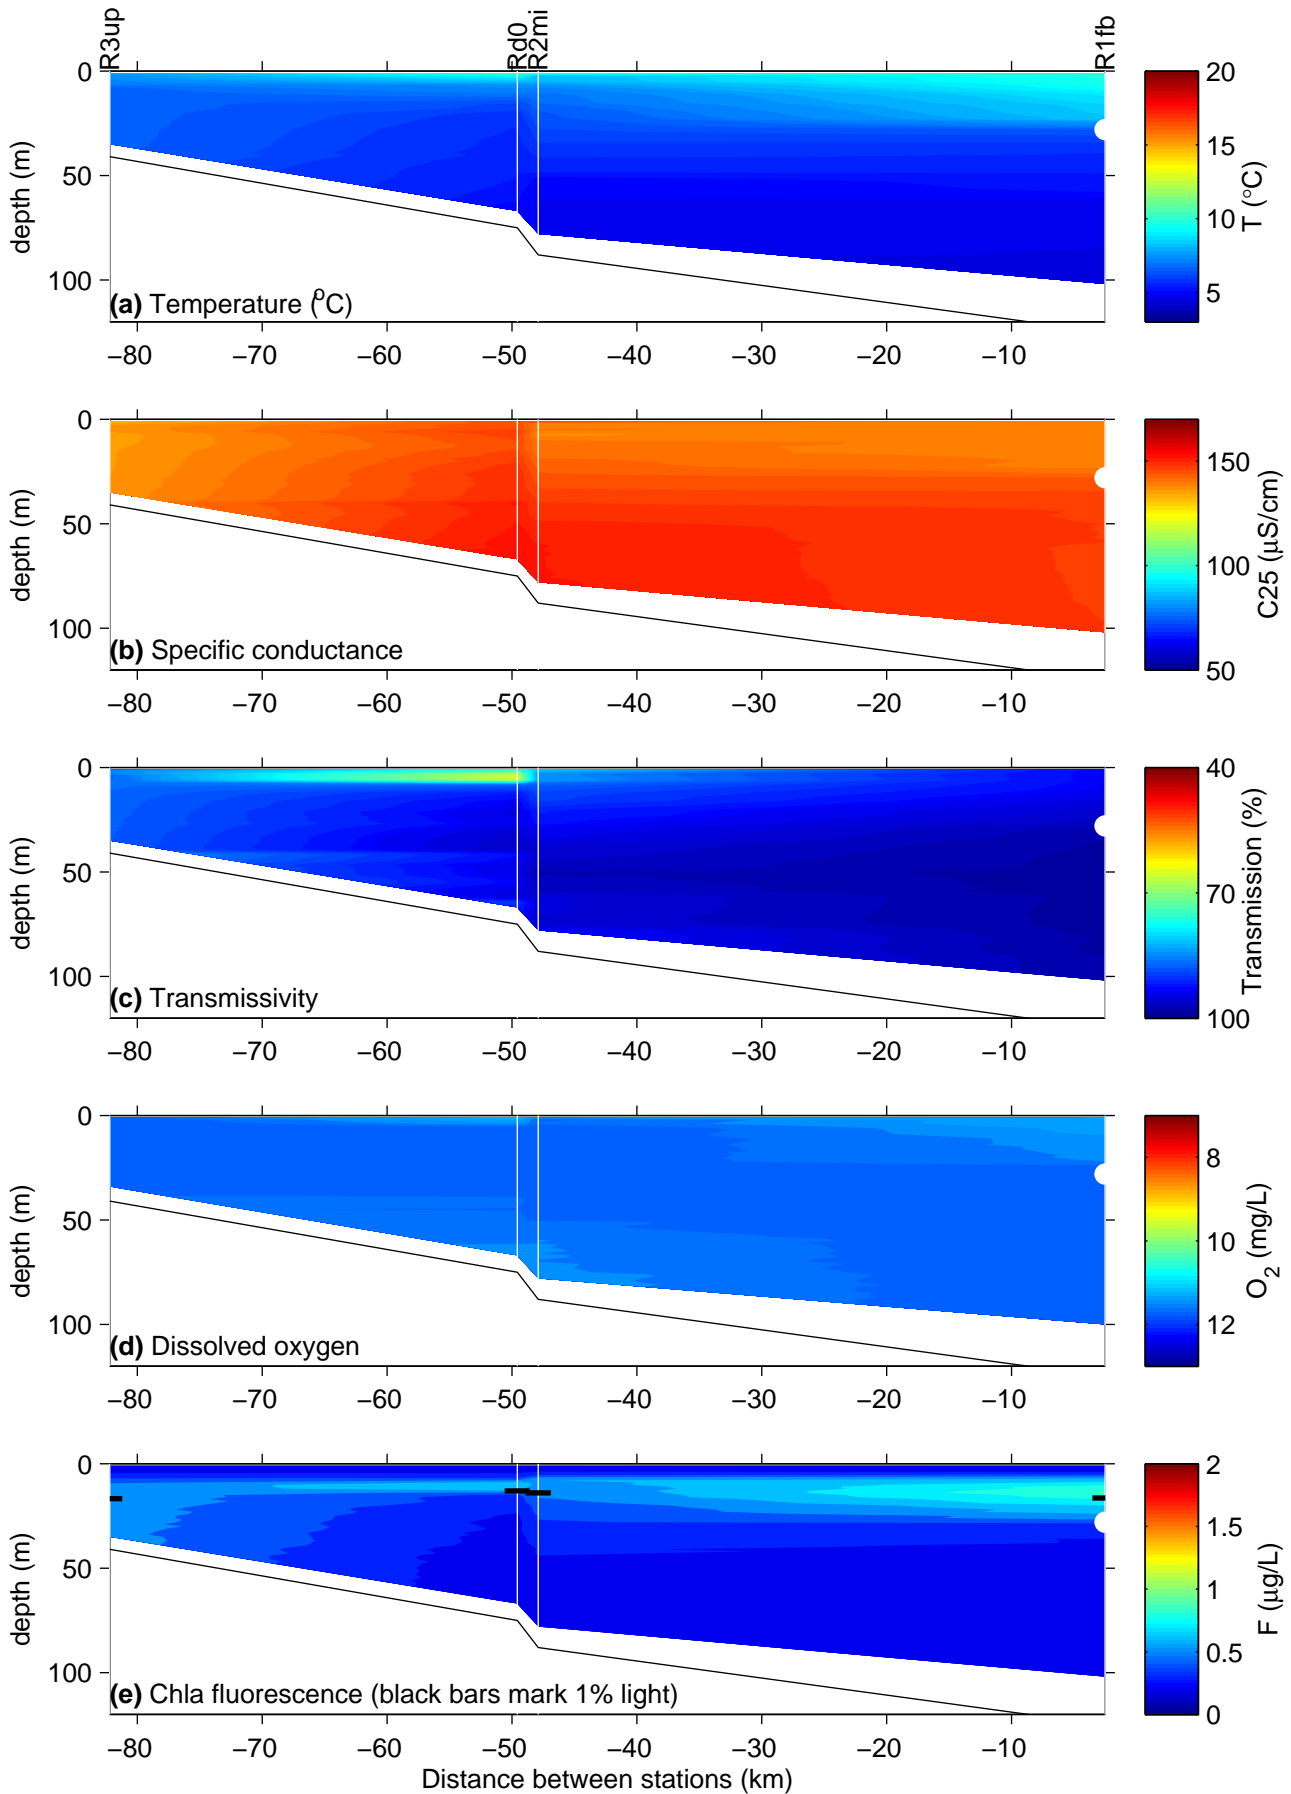 R3up Rd0 R2mi R1fb
0
50
100
depth (m)
(a) Temperature (⁰C)
−80 −70 −60 −50 −40 −30 −20 −10
20
15
10
5
T (°C)
0
50
100
depth (m)
(b) Specific conductance
−80 −70 −60 −50 −40 −30 −20 −10
150
100
50
C25 (µS/cm)
0
50
100
depth (m)
(c) Transmissivity
−80 −70 −60 −50 −40 −30 −20 −10
40
70
100
Transmission (%)
0
50
100
depth (m)
(d) Dissolved oxygen
−80 −70 −60 −50 −40 −30 −20 −10
8
10
12
O₂ (mg/L)
0
50
100
depth (m)
(e) Chla fluorescence (black bars mark 1% light)
−80 −70 −60 −50 −40 −30 −20 −10
Distance between stations (km)
2
1.5
1
0.5
0
F (µg/L)